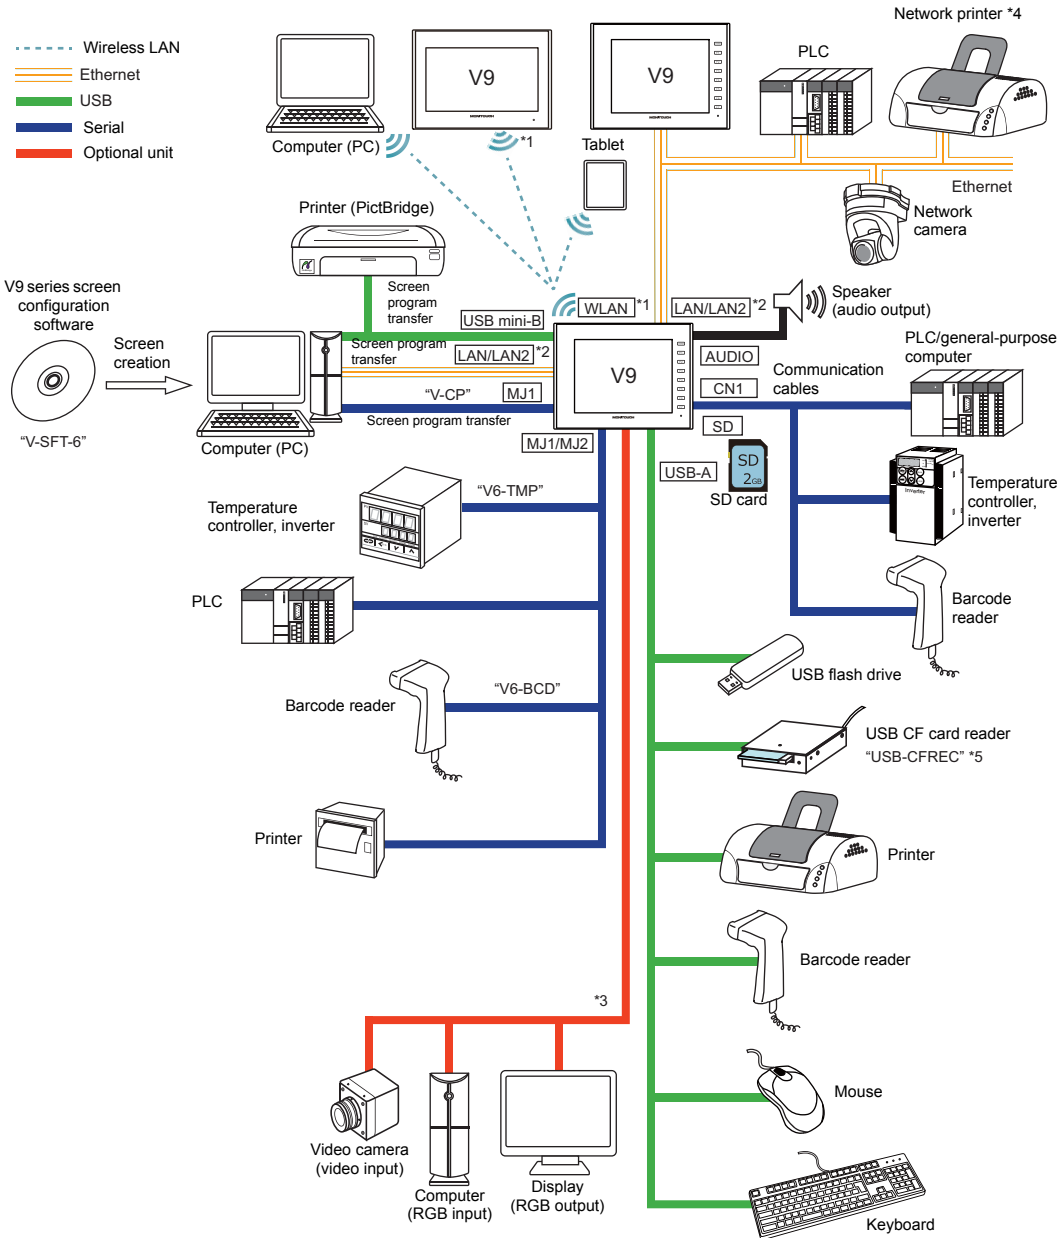 Network printer *4
Wireless LAN
Ethernet
USB
Serial
Optional unit
V9
V9
PLC
MONITOUCH
MONITOUCH
Computer (PC)
*1
Tablet
Ethernet
Network
camera
Printer (PictBridge)
V9 series screen
configuration
software
Screen
program
transfer
WLAN
*1
LAN/LAN2
*2
Speaker
(audio output)
USB mini-B
Screen
creation
Screen program
transfer
LAN/LAN2
*2
V9
AUDIO
PLC/general-purpose
computer
"V-CP"
MJ1
CN1
Communication
cables
Screen program transfer
MONITOUCH
"V-SFT-6"
Computer (PC)
MJ1/MJ2
SD
USB-A
SD
2GB
SD card
"V6-TMP"
Temperature
controller, inverter
Inverter
Temperature
controller,
inverter
PLC
Barcode
reader
USB flash drive
Barcode reader
"V6-BCD"
USB CF card reader
"USB-CFREC" *5
Printer
Printer
Barcode reader
*3
Mouse
Video camera
(video input)
Computer
(RGB input)
Display
(RGB output)
Keyboard